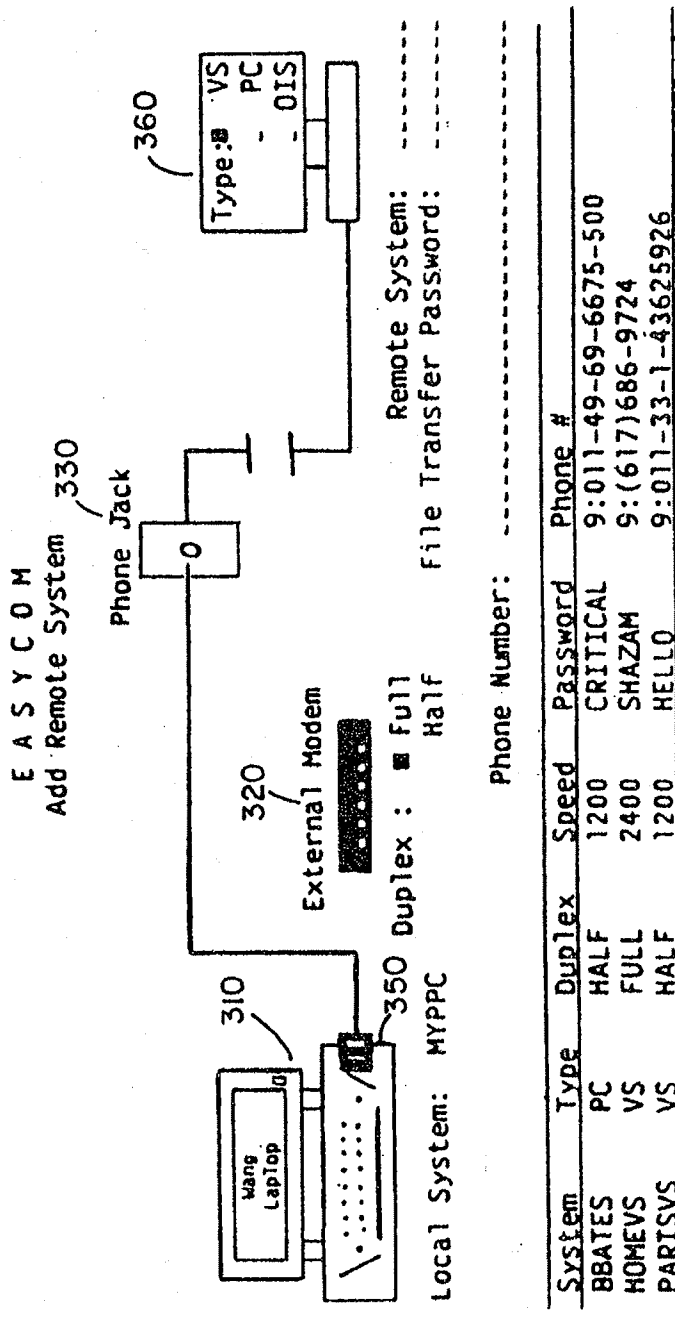 E A S Y C O M
Add Remote System
330
Phone Jack
360
Type: VS
- PC
- OIS
310
Wang
LapTop
320
External Modem
350
Local System: MYPPC
Duplex : Full
Half
Remote System: -------
File Transfer Password: -------
Phone Number: -----------------------------------
System Type Duplex Speed Password Phone #
BBATES PC HALF 1200 CRITICAL 9:011-49-69-6675-500
HOMEVS VS FULL 2400 SHAZAM 9:(617)686-9724
PARISVS VS HALF 1200 HELLO 9:011-33-1-43625926